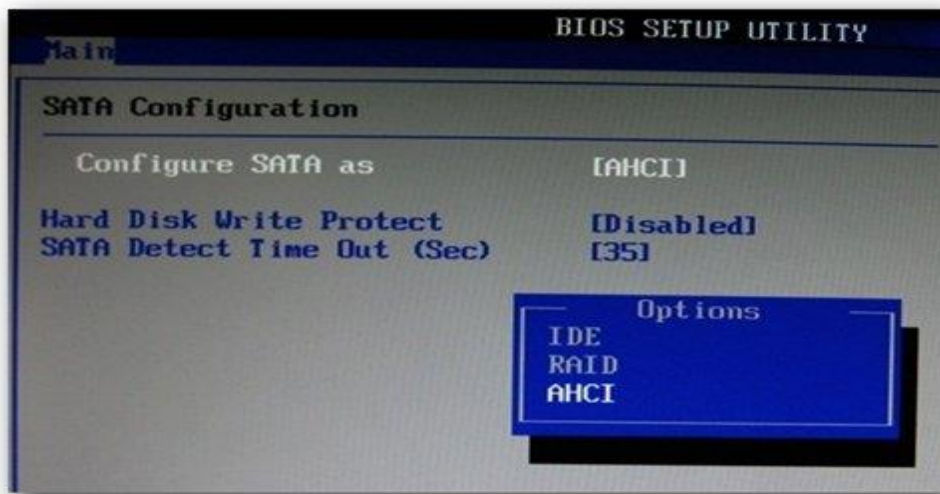 BIOS SETUP UTILITY
Main
SATA Configuration
Configure SATA as [AHCI]
Hard Disk Write Protect [Disabled]
SATA Detect Time Out (Sec) [35]
Options
IDE
RAID
AHCI